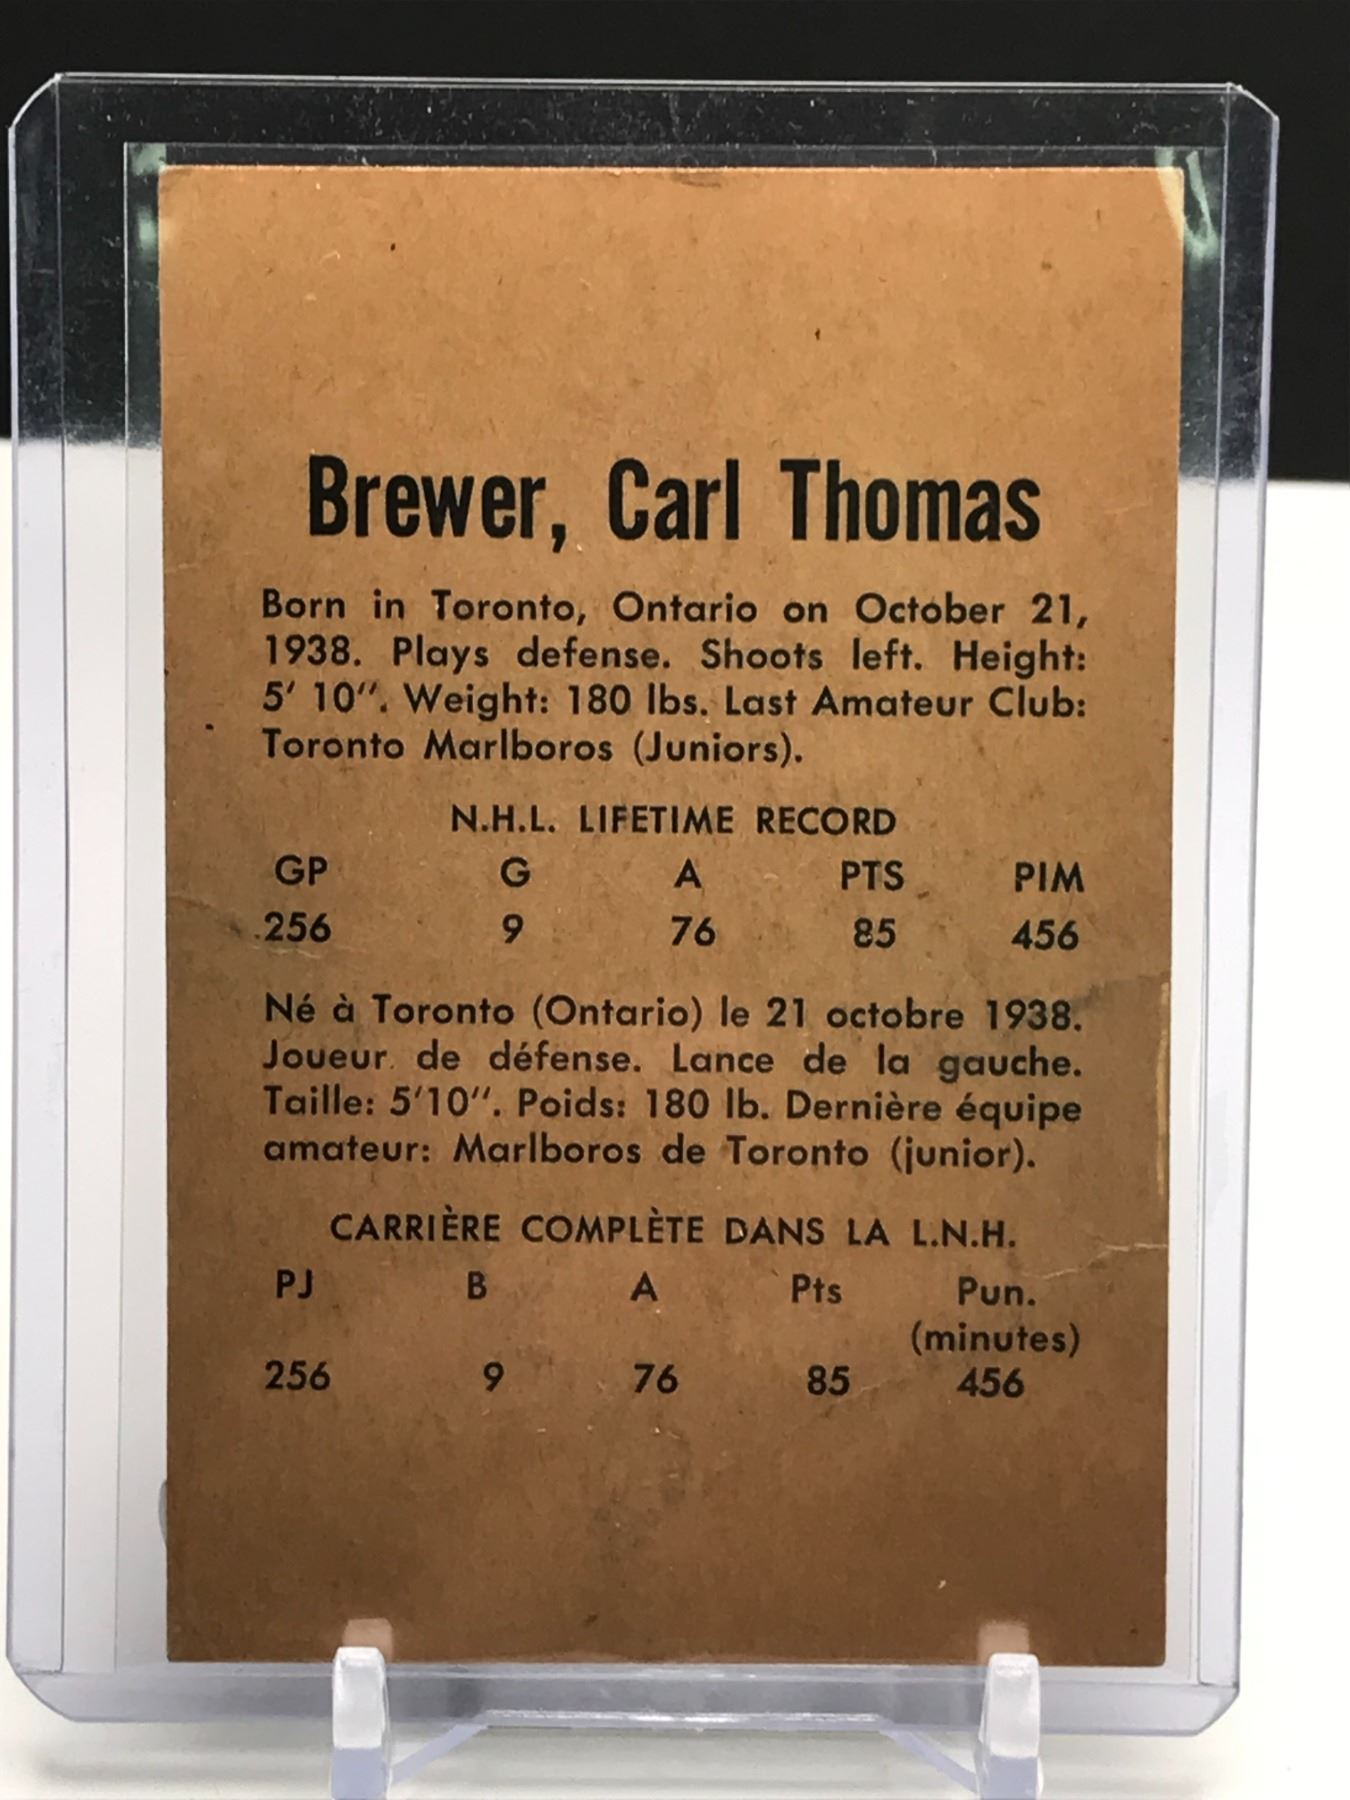 Brewer, Carl Thomas
Born in Toronto, Ontario on October 21,
1938. Plays defense. Shoots left. Height:
5' 10". Weight: 180 lbs. Last Amateur Club:
Toronto Marlboros (Juniors).
N.H.L. LIFETIME RECORD
GP G A PTS PIM
256 9 76 85 456
Né à Toronto (Ontario) le 21 octobre 1938.
Joueur de défense. Lance de la gauche.
Taille: 5'10". Poids: 180 lb. Dernière équipe
amateur: Marlboros de Toronto (junior).
CARRIÈRE COMPLÈTE DANS LA L.N.H.
PJ B A Pts Pun.
(minutes)
256 9 76 85 456